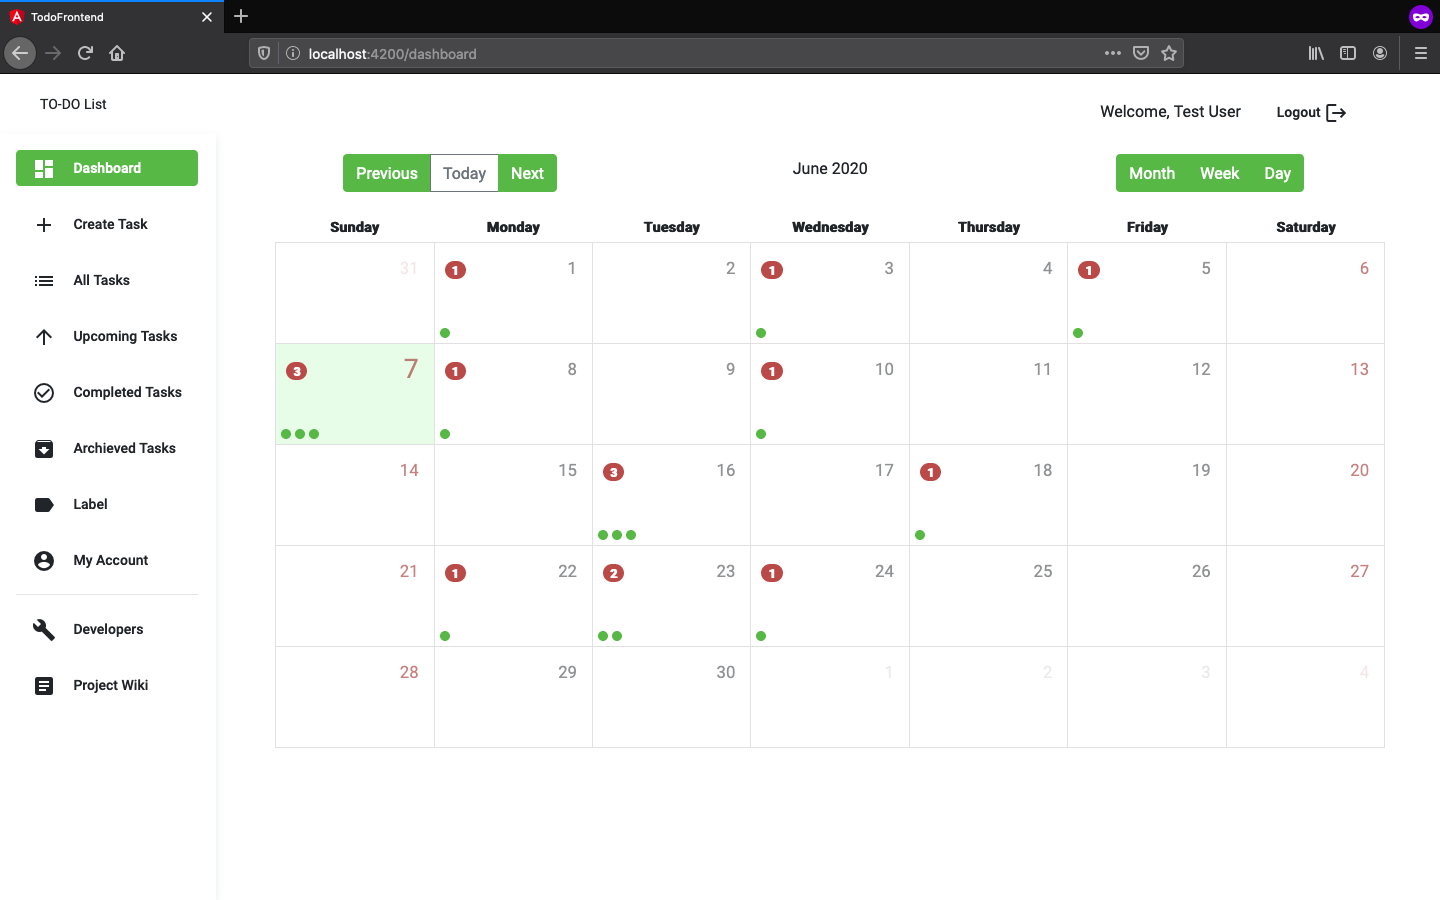 TodoFrontend
localhost:4200/dashboard
TO-DO List
Welcome, Test User
Logout
Dashboard
Create Task
All Tasks
Upcoming Tasks
Completed Tasks
Archieved Tasks
Label
My Account
Developers
Project Wiki
Previous Today Next
June 2020
Month Week Day
Sunday Monday Tuesday Wednesday Thursday Friday Saturday
31 1 1 2 1 3 4 1 5 6
3 7 1 8 9 1 10 11 12 13
14 15 3 16 17 1 18 19 20
21 1 22 2 23 1 24 25 26 27
28 29 30 1 2 3 4